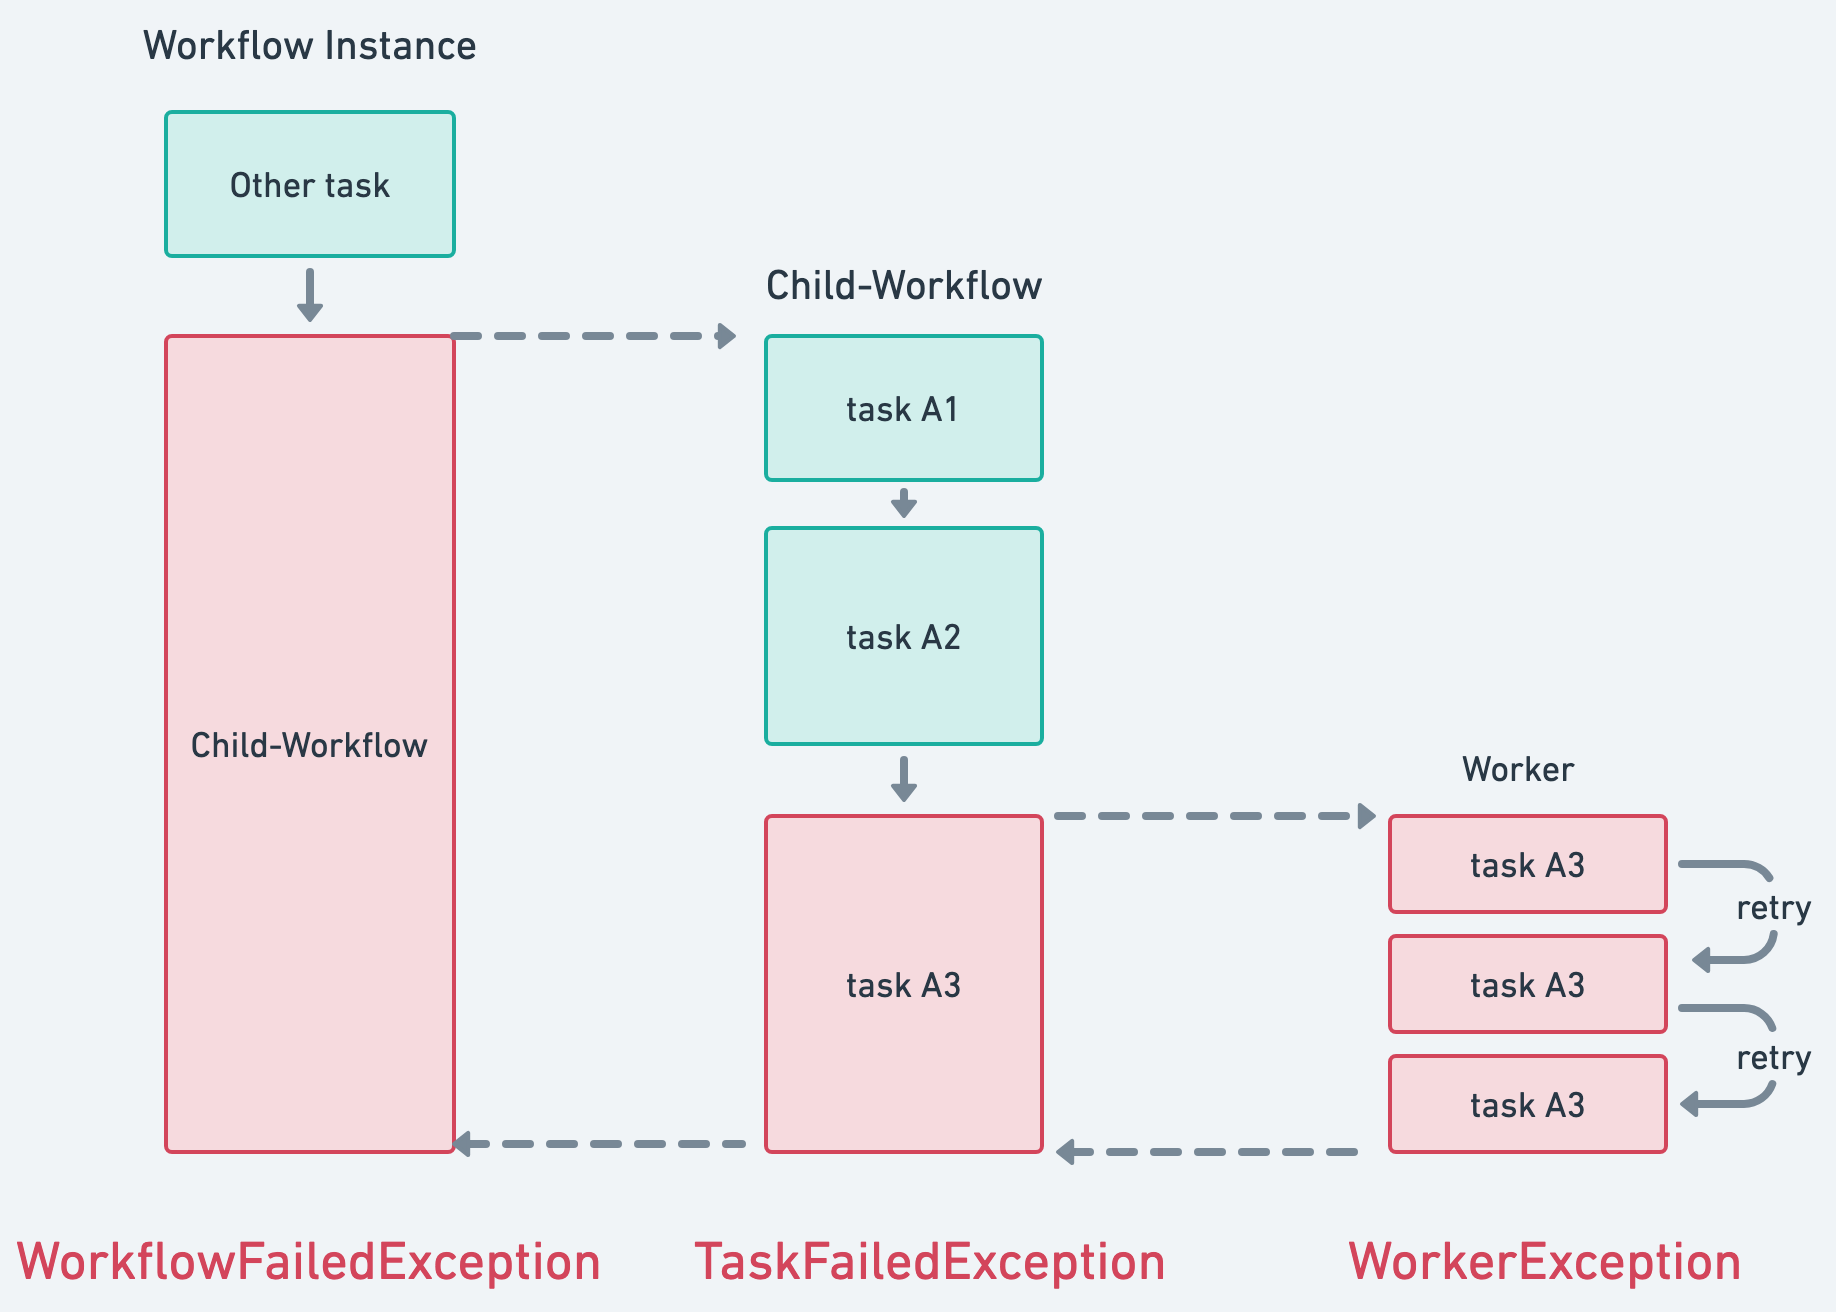 Workflow Instance
Other task
Child-Workflow
Child-Workflow
task A1
task A2
task A3
Worker
task A3
retry
task A3
retry
task A3
WorkflowFailedException
TaskFailedException
WorkerException